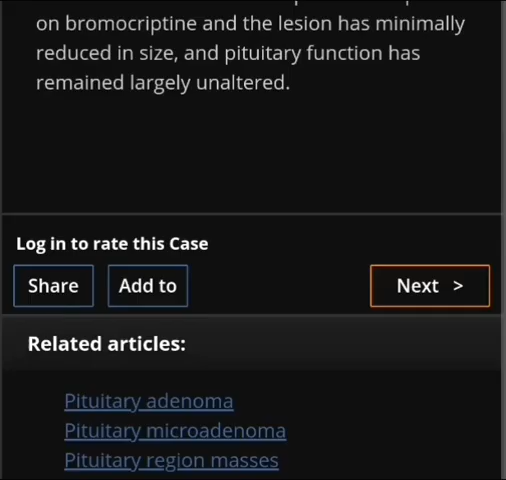 on bromocriptine and the lesion has minimally
reduced in size, and pituitary function has
remained largely unaltered.
Log in to rate this Case
Share
Add to
Next >
Related articles:
Pituitary adenoma
Pituitary microadenoma
Pituitary region masses